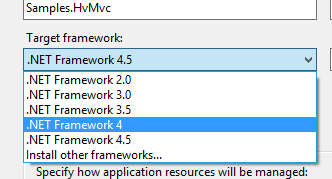 Samples.HvMvc
Target framework:
.NET Framework 4.5
.NET Framework 2.0
.NET Framework 3.0
.NET Framework 3.5
.NET Framework 4
.NET Framework 4.5
Install other frameworks...
Specify how application resources will be managed: